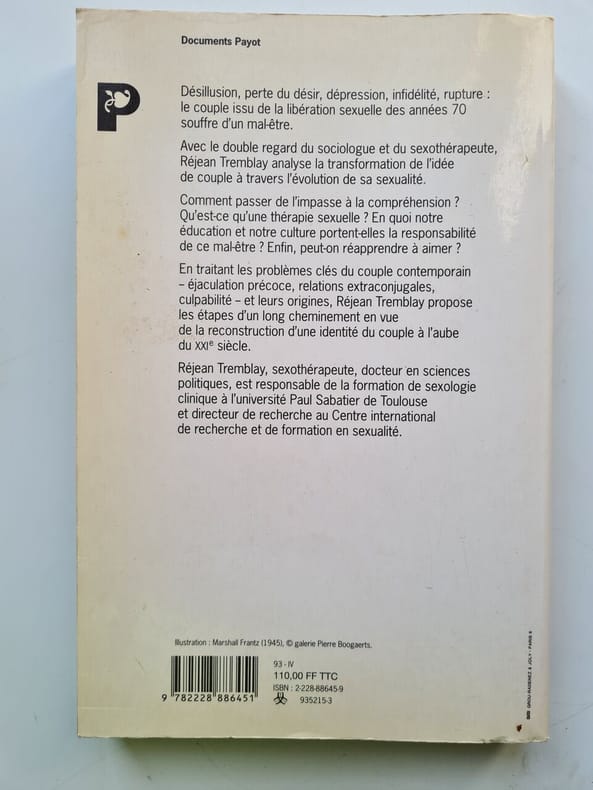 Documents Payot
P
Désillusion, perte du désir, dépression, infidélité, rupture :
le couple issu de la libération sexuelle des années 70
souffre d'un mal-être.
Avec le double regard du sociologue et du sexothérapeute,
Réjean Tremblay analyse la transformation de l'idée
de couple à travers l'évolution de sa sexualité.
Comment passer de l'impasse à la compréhension ?
Qu'est-ce qu'une thérapie sexuelle ? En quoi notre
éducation et notre culture portent-elles la responsabilité
de ce mal-être ? Enfin, peut-on réapprendre à aimer ?
En traitant les problèmes clés du couple contemporain
– éjaculation précoce, relations extraconjugales,
culpabilité – et leurs origines, Réjean Tremblay propose
les étapes d'un long cheminement en vue
de la reconstruction d'une identité du couple à l'aube
du XXIe siècle.
Réjean Tremblay, sexothérapeute, docteur en sciences
politiques, est responsable de la formation de sexologie
clinique à l'université Paul Sabatier de Toulouse
et directeur de recherche au Centre international
de recherche et de formation en sexualité.
Illustration : Marshall Frantz (1945), © galerie Pierre Boogaerts.
93 - IV
110,00 FF TTC
ISBN : 2-228-88645-9
935215-3
9 782228 886451
GROU-RADENEZ & JOLY - PARIS 6